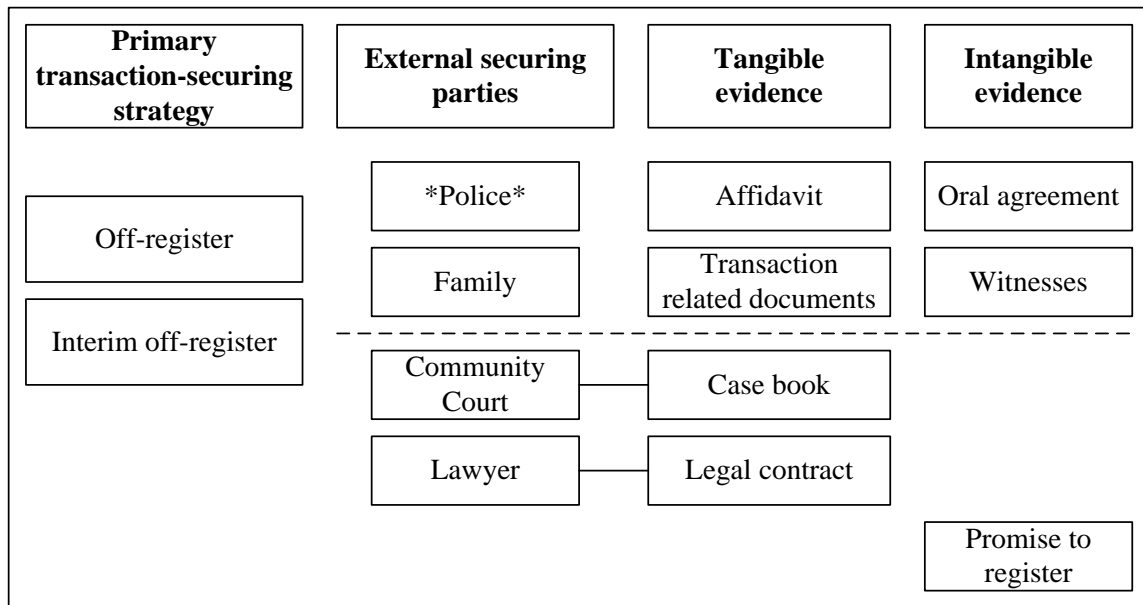 Primary
transaction-securing
strategy
External securing
parties
Tangible
evidence
Intangible
evidence
Off-register
Interim off-register
*Police*
Family
Community
Court
Lawyer
Affidavit
Transaction
related documents
Case book
Legal contract
Oral agreement
Witnesses
Promise to
register